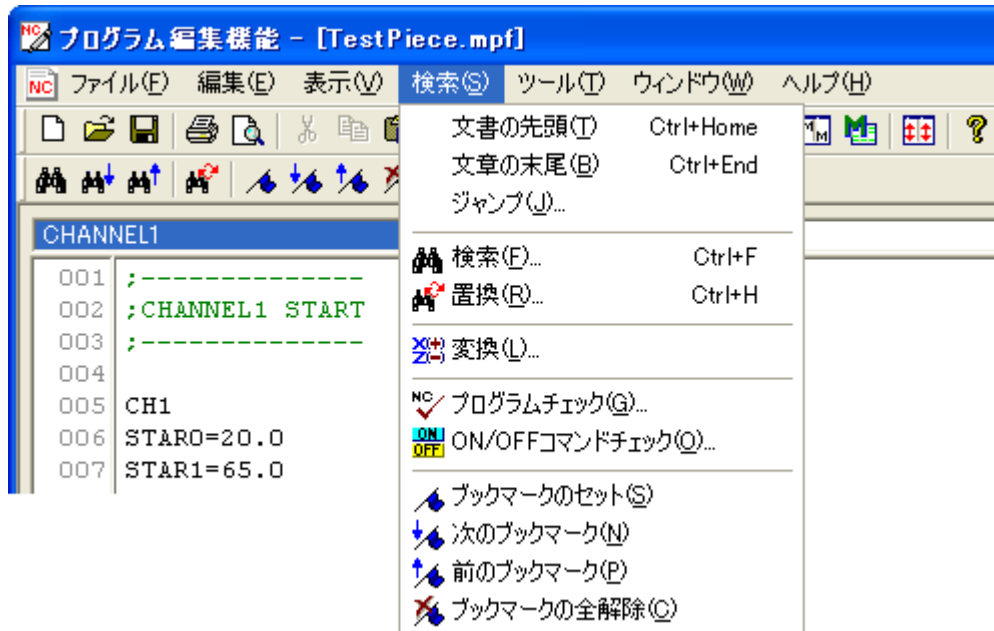 NC プログラム編集機能 - [TestPiece.mpf]
NC ファイル(F) 編集(E) 表示(V) 検索(S) ツール(T) ウィンドウ(W) ヘルプ(H)
文書の先頭(T) Ctrl+Home
文章の末尾(B) Ctrl+End
ジャンプ(J)...
検索(F)... Ctrl+F
置換(R)... Ctrl+H
変換(L)...
NC プログラムチェック(G)...
ON OFF ON/OFFコマンドチェック(O)...
ブックマークのセット(S)
次のブックマーク(N)
前のブックマーク(P)
ブックマークの全解除(C)
CHANNEL1
001 ;--------------
002 ;CHANNEL1 START
003 ;--------------
004
005 CH1
006 STAR0=20.0
007 STAR1=65.0